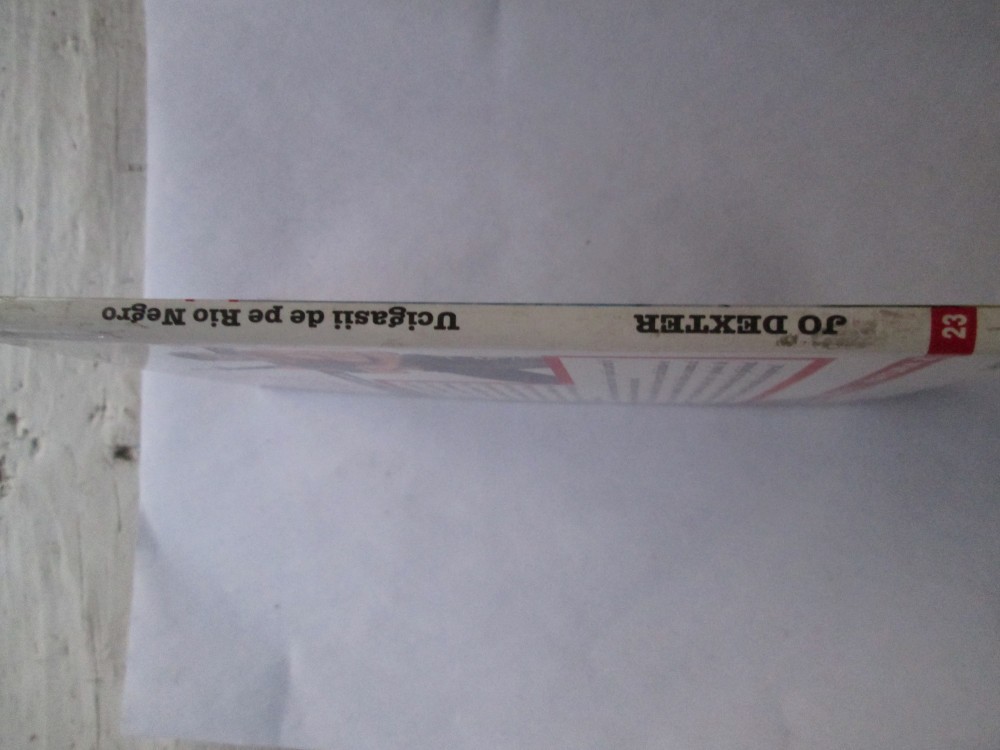 23
JO DEXTER
Ucigasii de pe Rio Negro